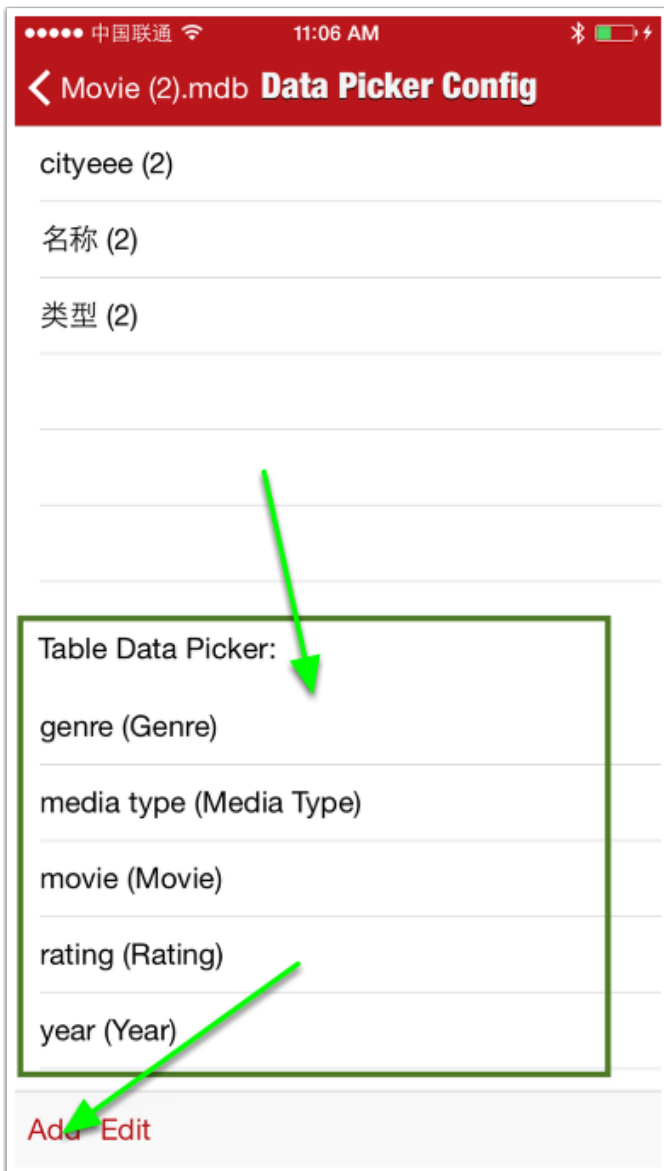 中国联通 11:06 AM
Movie (2).mdb Data Picker Config
cityeee (2)
名称 (2)
类型 (2)
Table Data Picker:
genre (Genre)
media type (Media Type)
movie (Movie)
rating (Rating)
year (Year)
Add Edit